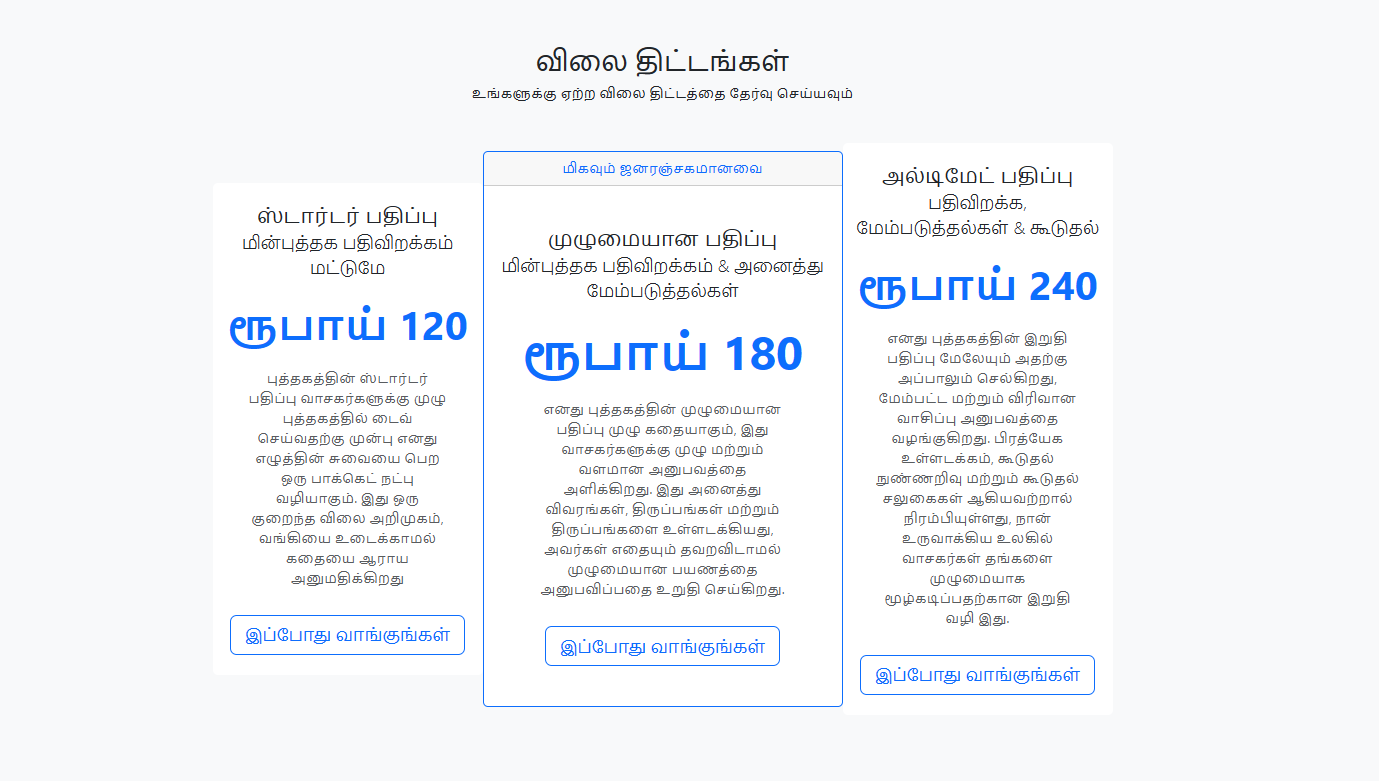 விலை திட்டங்கள்
உங்களுக்கு ஏற்ற விலை திட்டத்தை தேர்வு செய்யவும்
ஸ்டார்டர் பதிப்பு
மின்புத்தக பதிவிறக்கம்
மட்டுமே
ரூபாய் 120
புத்தகத்தின் ஸ்டார்டர்
பதிப்பு வாசகர்களுக்கு முழு
புத்தகத்தில் டைவ்
செய்வதற்கு முன்பு எனது
எழுத்தின் சுவையை பெற
ஒரு பாக்கெட் நட்பு
வழியாகும். இது ஒரு
குறைந்த விலை அறிமுகம்,
வங்கியை உடைக்காமல்
கதையை ஆராய
அனுமதிக்கிறது
இப்போது வாங்குங்கள்
மிகவும் ஜனரஞ்சகமானவை
முழுமையான பதிப்பு
மின்புத்தக பதிவிறக்கம் & அனைத்து
மேம்படுத்தல்கள்
ரூபாய் 180
எனது புத்தகத்தின் முழுமையான
பதிப்பு முழு கதையாகும், இது
வாசகர்களுக்கு முழு மற்றும்
வளமான அனுபவத்தை
அளிக்கிறது. இது அனைத்து
விவரங்கள், திருப்பங்கள் மற்றும்
திருப்பங்களை உள்ளடக்கியது,
அவர்கள் எதையும் தவறவிடாமல்
முழுமையான பயணத்தை
அனுபவிப்பதை உறுதி செய்கிறது.
இப்போது வாங்குங்கள்
அல்டிமேட் பதிப்பு
பதிவிறக்க,
மேம்படுத்தல்கள் & கூடுதல்
ரூபாய் 240
எனது புத்தகத்தின் இறுதி
பதிப்பு மேலேயும் அதற்கு
அப்பாலும் செல்கிறது,
மேம்பட்ட மற்றும் விரிவான
வாசிப்பு அனுபவத்தை
வழங்குகிறது. பிரத்யேக
உள்ளடக்கம், கூடுதல்
நுண்ணறிவு மற்றும் கூடுதல்
சலுகைகள் ஆகியவற்றால்
நிரம்பியுள்ளது, நான்
உருவாக்கிய உலகில்
வாசகர்கள் தங்களை
முழுமையாக
மூழ்கடிப்பதற்கான இறுதி
வழி இது.
இப்போது வாங்குங்கள்